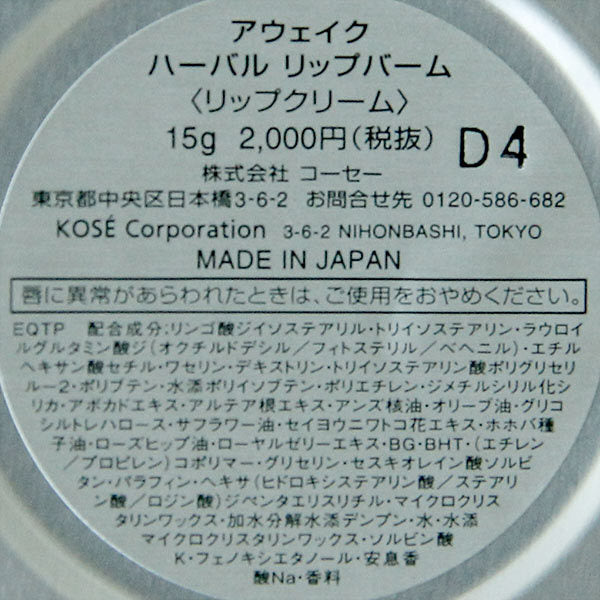 アウェイク
ハーバル リップバーム
〈リップクリーム〉
15g 2,000円(税抜) D4
株式会社 コーセー
東京都中央区日本橋3-6-2 お問合せ先 0120-586-682
KOSÉ Corporation 3-6-2 NIHONBASHI, TOKYO
MADE IN JAPAN
唇に異常があらわれたときは、ご使用をおやめください。
EQTP 配合成分:リンゴ酸ジイソステアリル・トリイソステアリン・ラウロイ
ルグルタミン酸ジ(オクチルドデシル/フィトステリル/ベヘニル)・エチル
ヘキサン酸セチル・ワセリン・デキストリン・トリイソステアリン酸ポリグリセリ
ル-2・ポリブテン・水添ポリイソブテン・ポリエチレン・ジメチルシリル化シ
リカ・アボカドエキス・アルテア根エキス・アンズ核油・オリーブ油・グリコ
シルトレハロース・サフラワー油・セイヨウニワトコ花エキス・ホホバ種
子油・ローズヒップ油・ローヤルゼリーエキス・BG・BHT・(エチレン
/プロピレン)コポリマー・グリセリン・セスキオレイン酸ソルビ
タン・パラフィン・ヘキサ(ヒドロキシステアリン酸/ステアリ
ン酸/ロジン酸)ジペンタエリスリチル・マイクロクリス
タリンワックス・加水分解水添デンプン・水・水添
マイクロクリスタリンワックス・ソルビン酸
K・フェノキシエタノール・安息香
酸Na・香料